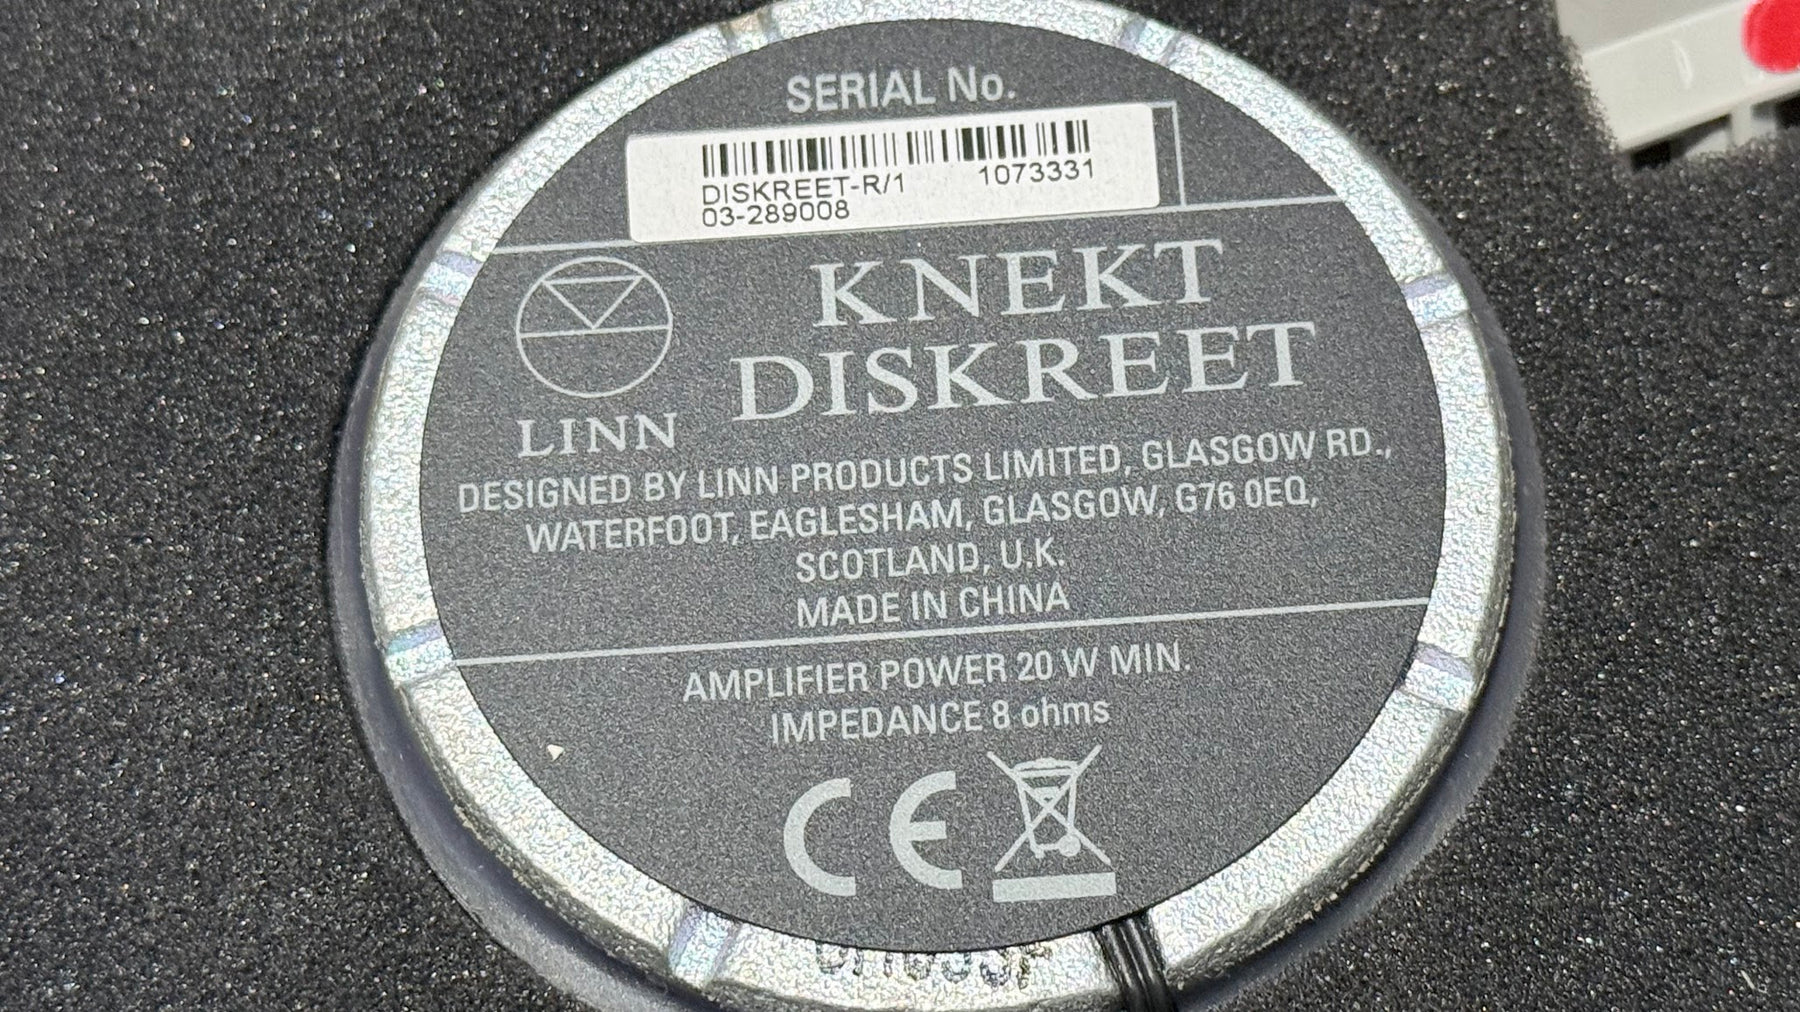 SERIAL No.
DISKREET-R/1 1073331
03-289008
KNEKT
DISKREET
LINN
DESIGNED BY LINN PRODUCTS LIMITED, GLASGOW RD.,
WATERFOOT, EAGLESHAM, GLASGOW, G76 0EQ,
SCOTLAND, U.K.
MADE IN CHINA
AMPLIFIER POWER 20 W MIN.
IMPEDANCE 8 ohms
CE